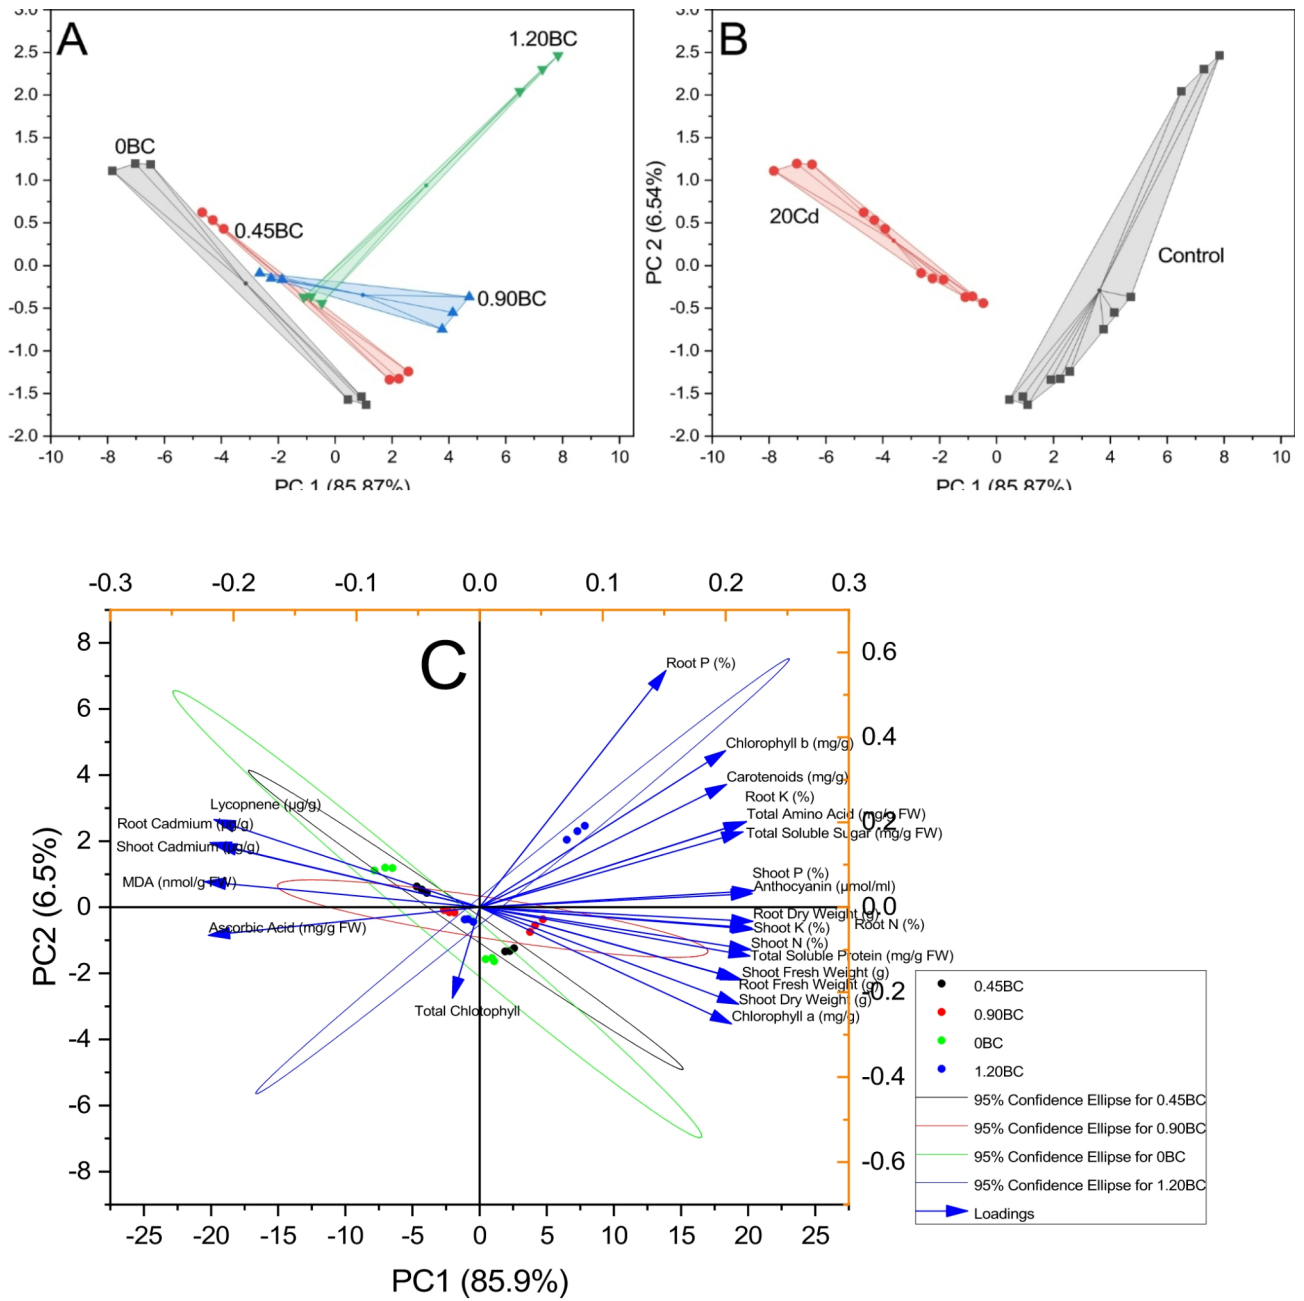 A
3.0
2.5
2.0
1.5
1.0
0.5
0.0
-0.5
-1.0
-1.5
-2.0
0BC
0.45BC
0.90BC
1.20BC
-10 -8 -6 -4 -2 0 2 4 6 8 10
PC 1 (85.87%)
B
PC 2 (6.54%)
3.0
2.5
2.0
1.5
1.0
0.5
0.0
-0.5
-1.0
-1.5
-2.0
20Cd
Control
-10 -8 -6 -4 -2 0 2 4 6 8 10
PC 1 (85.87%)
-0.3 -0.2 -0.1 0.0 0.1 0.2 0.3
C
PC2 (6.5%)
8
6
4
2
0
-2
-4
-6
-8
0.6
0.4
0.2
0.0
-0.2
-0.4
-0.6
Root P (%)
Chlorophyll b (mg/g)
Carotenoids (mg/g)
Root K (%)
Total Amino Acid (mg/g FW)
Total Soluble Sugar (mg/g FW)
Shoot P (%)
Anthocyanin (µmol/ml)
Root Dry Weight (g)
Root N (%)
Shoot K (%)
Shoot N (%)
Total Soluble Protein (mg/g FW)
Shoot Fresh Weight (g)
Root Fresh Weight (g)
Shoot Dry Weight (g)
Chlorophyll a (mg/g)
Lycopnene (µg/g)
Root Cadmium (µg/g)
Shoot Cadmium (µg/g)
MDA (nmol/g FW)
Ascorbic Acid (mg/g FW)
Total Chlotophyll
-25 -20 -15 -10 -5 0 5 10 15 20 25
PC1 (85.9%)
0.45BC
0.90BC
0BC
1.20BC
95% Confidence Ellipse for 0.45BC
95% Confidence Ellipse for 0.90BC
95% Confidence Ellipse for 0BC
95% Confidence Ellipse for 1.20BC
Loadings